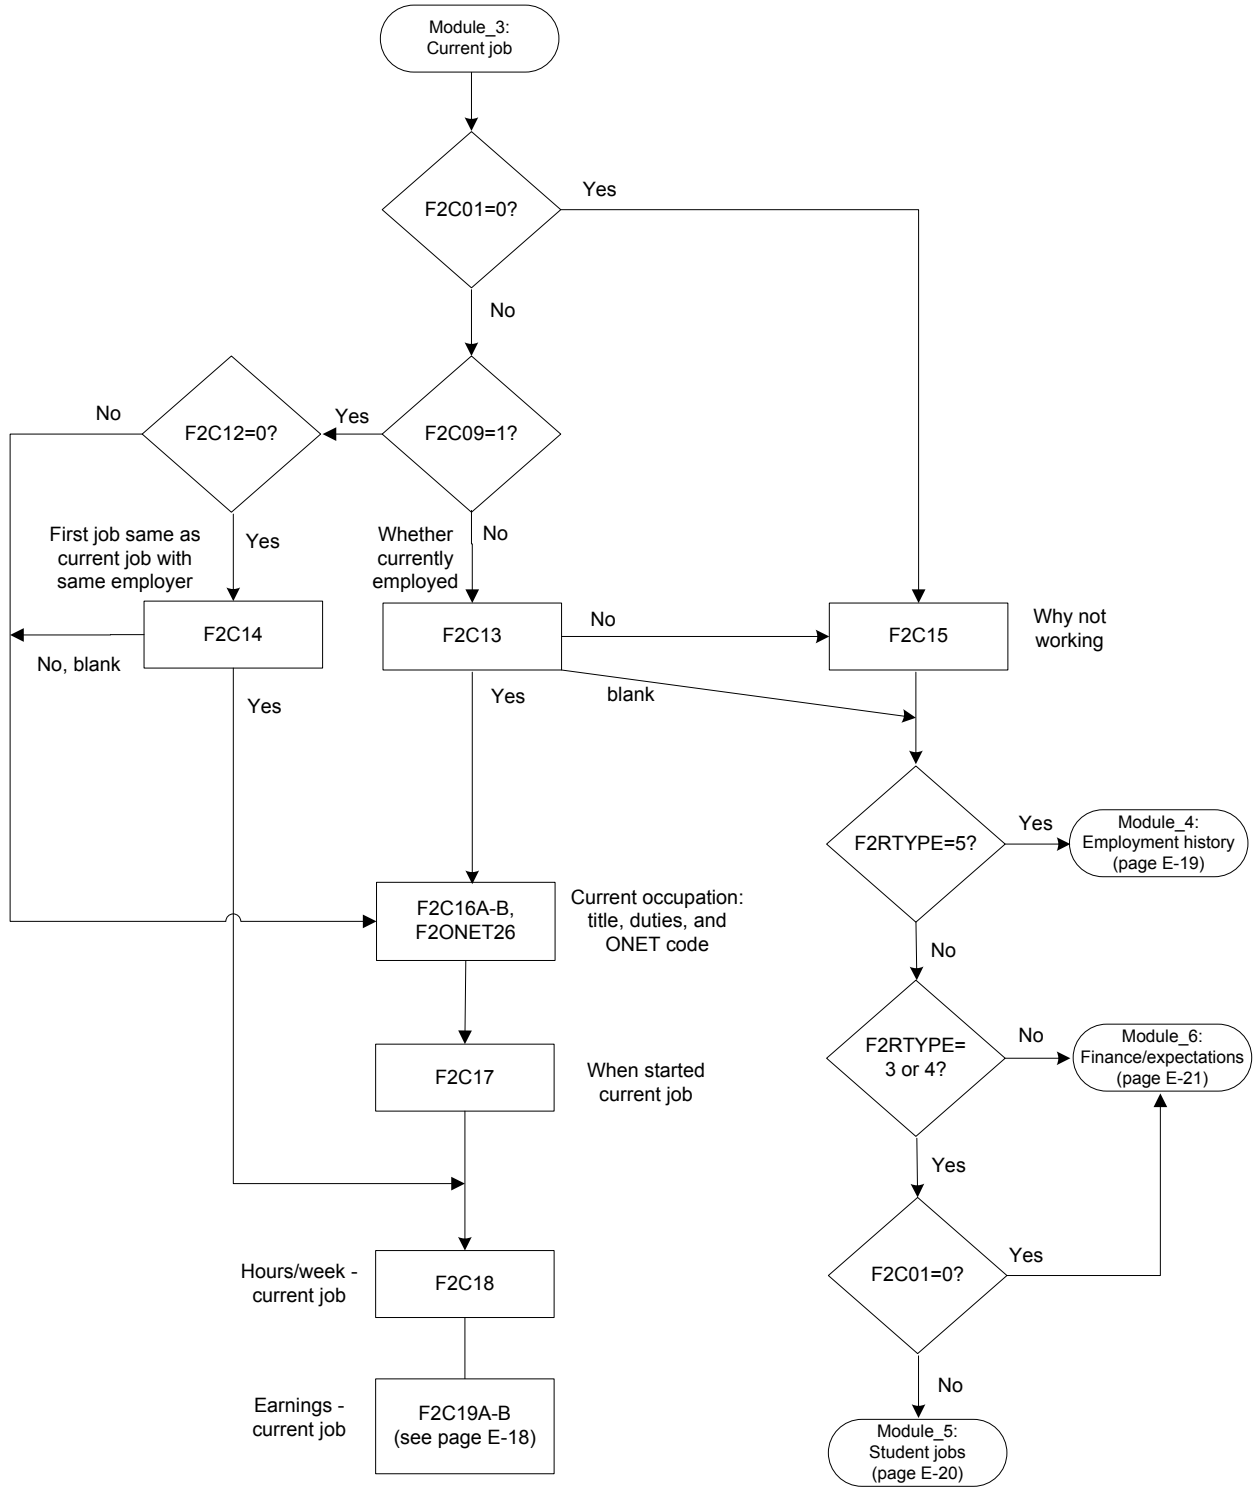 Module_3:
Current job
F2C01=0?
Yes
No
F2C12=0?
No
Yes
F2C09=1?
First job same as
current job with
same employer
Yes
Whether
currently
employed
No
F2C14
No, blank
Yes
F2C13
No
blank
Yes
F2C15
Why not
working
F2RTYPE=5?
Yes
Module_4:
Employment history
(page E-19)
No
F2C16A-B,
F2ONET26
Current occupation:
title, duties, and
ONET code
F2RTYPE=
3 or 4?
No
Module_6:
Finance/expectations
(page E-21)
F2C17
When started
current job
Yes
F2C01=0?
Yes
Hours/week -
current job
F2C18
No
Earnings -
current job
F2C19A-B
(see page E-18)
Module_5:
Student jobs
(page E-20)